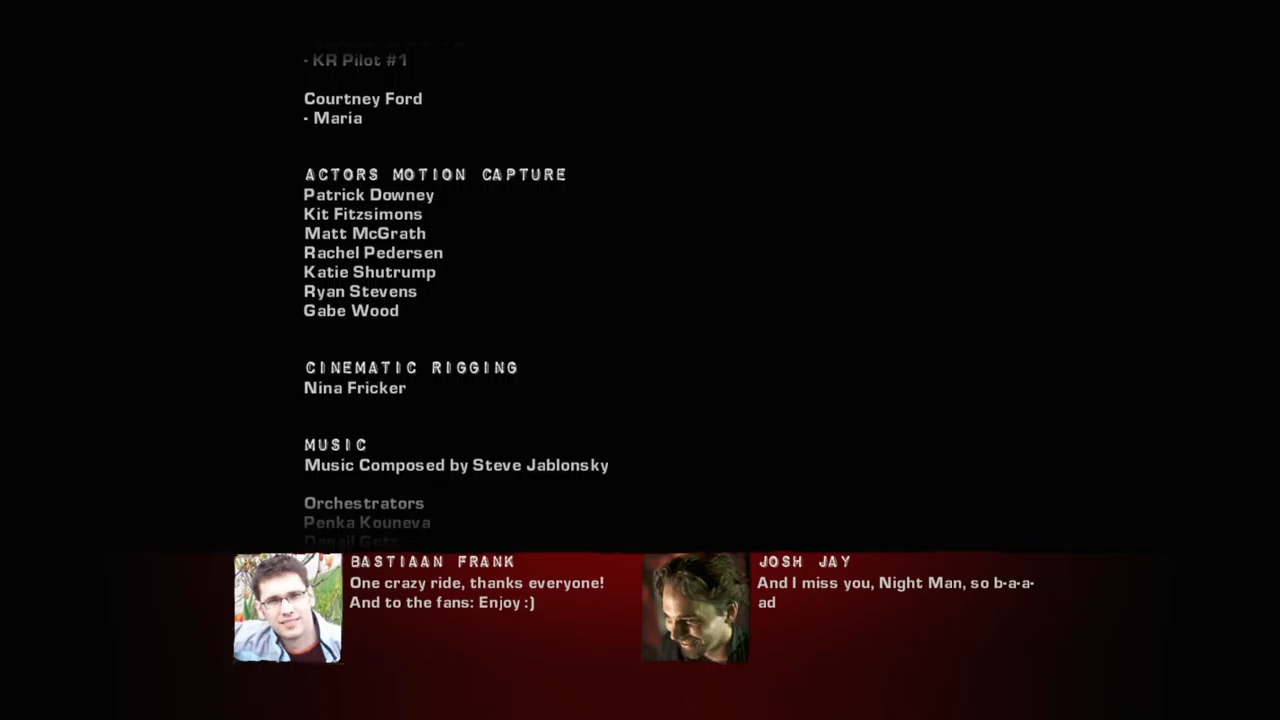 - KR Pilot #1
Courtney Ford
- Maria
ACTORS MOTION CAPTURE
Patrick Downey
Kit Fitzsimons
Matt McGrath
Rachel Pedersen
Katie Shutrump
Ryan Stevens
Gabe Wood
CINEMATIC RIGGING
Nina Fricker
MUSIC
Music Composed by Steve Jablonsky
Orchestrators
Penka Kouneva
BASTIAAN FRANK
One crazy ride, thanks everyone!
And to the fans: Enjoy :)
JOSH JAY
And I miss you, Night Man, so b-a-a-
ad